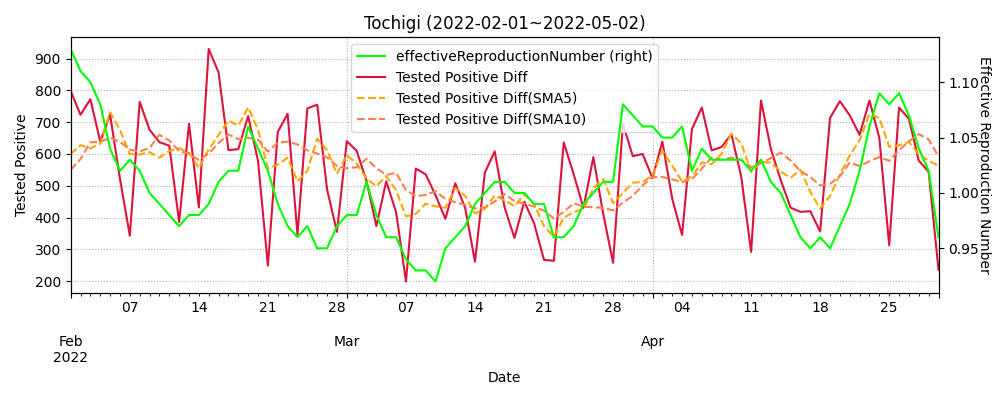 Tochigi (2022-02-01~2022-05-02)
effectiveReproductionNumber (right)
Tested Positive Diff
Tested Positive Diff(SMA5)
Tested Positive Diff(SMA10)
Tested Positive
900
800
700
600
500
400
300
200
1.10
1.05
1.00
0.95
Effective Reproduction Number
07 14 21 28 07 14 21 28 04 11 18 25
Feb Mar Apr
2022
Date